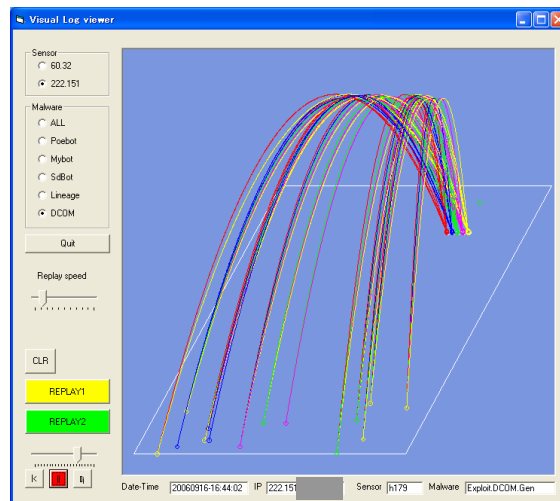 Visual Log viewer
Sensor
60.32
222.151
Malware
ALL
Poebot
Mybot
SdBot
Lineage
DCOM
Quit
Replay speed
CLR
REPLAY1
REPLAY2
Date-Time 20060916-16:44:02 IP 222.151 Sensor h179 Malware Exploit.DCOM.Gen